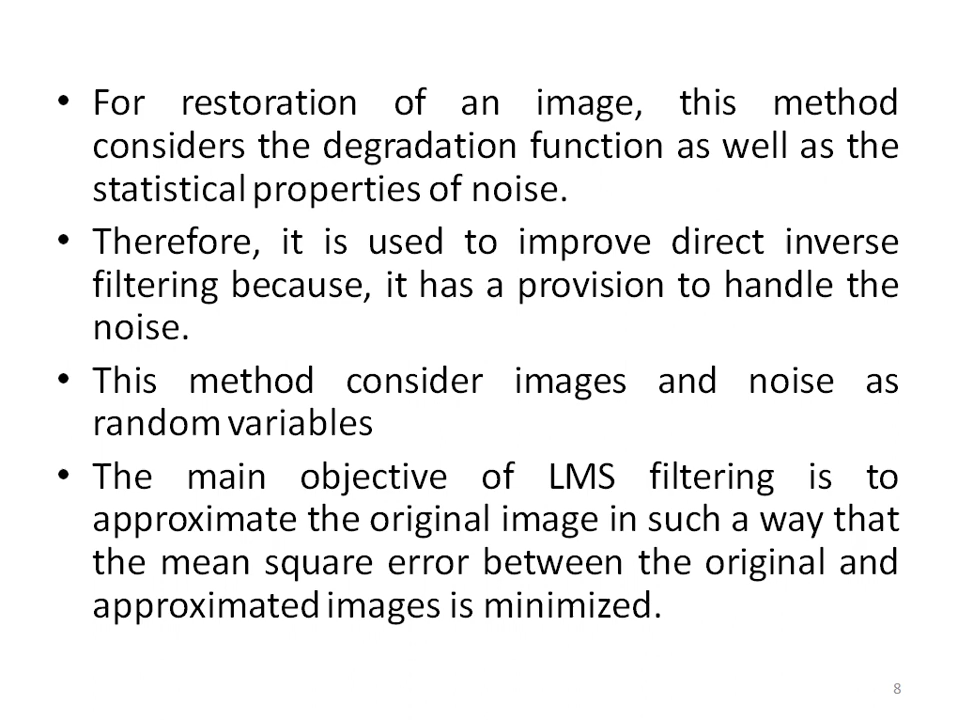 • For restoration of an image, this method
considers the degradation function as well as the
statistical properties of noise.
• Therefore, it is used to improve direct inverse
filtering because, it has a provision to handle the
noise.
• This method consider images and noise as
random variables
• The main objective of LMS filtering is to
approximate the original image in such a way that
the mean square error between the original and
approximated images is minimized.
8